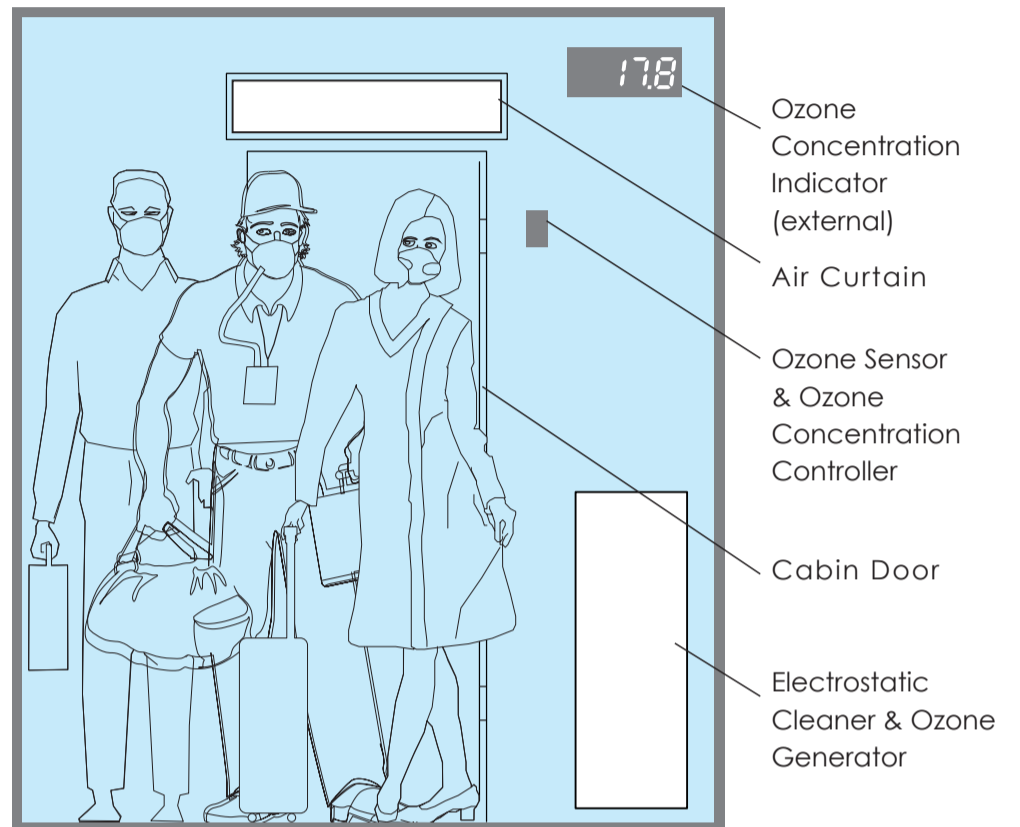 17.8
Ozone
Concentration
Indicator
(external)
Air Curtain
Ozone Sensor
& Ozone
Concentration
Controller
Cabin Door
Electrostatic
Cleaner & Ozone
Generator